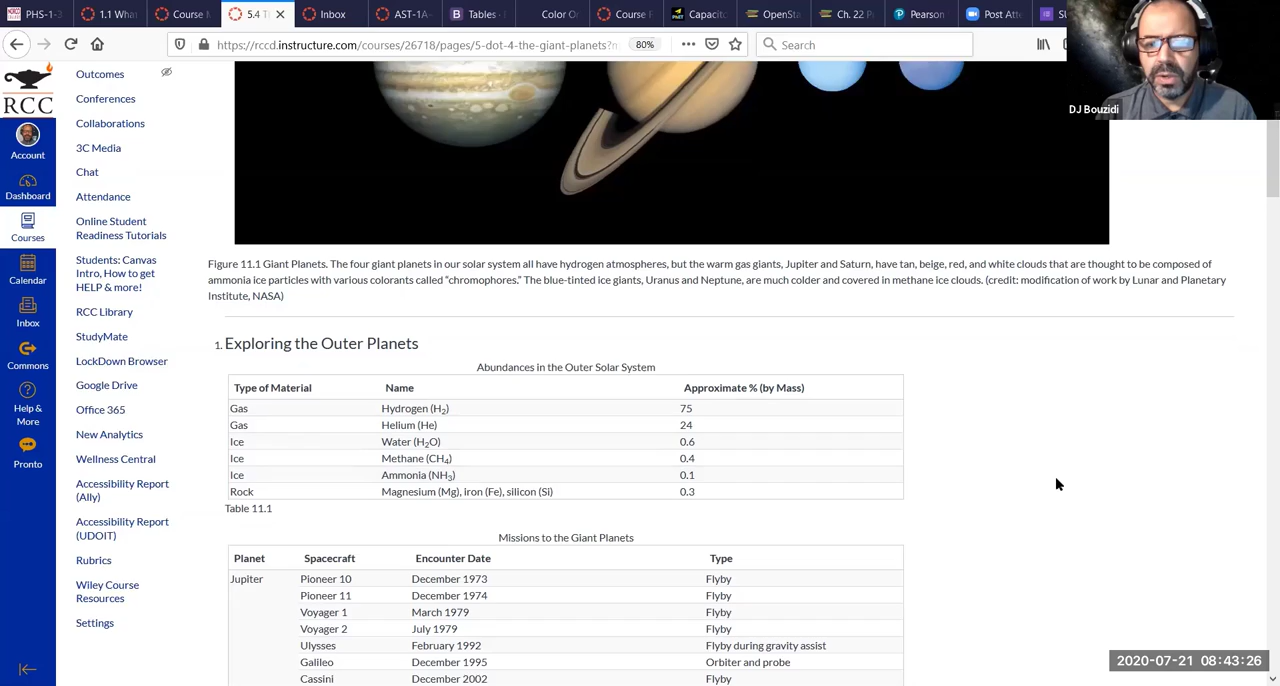 PHS-1-3
1.1 Wha
Course M
5.4 T
Inbox
AST-1A-
Tables -
Color
Course F
Capacito
OpenSta
Ch. 22 P
Pearson
Post Att
https://rccd.instructure.com/courses/26718/pages/5-dot-4-the-giant-planets?
80%
Search
DJ Bouzidi
RCC
Account
Dashboard
Courses
Calendar
Inbox
Commons
Help &
More
Pronto
Outcomes
Conferences
Collaborations
3C Media
Chat
Attendance
Online Student
Readiness Tutorials
Students: Canvas
Intro, How to get
HELP & more!
RCC Library
StudyMate
LockDown Browser
Google Drive
Office 365
New Analytics
Wellness Central
Accessibility Report
(Ally)
Accessibility Report
(UDOIT)
Rubrics
Wiley Course
Resources
Settings
Figure 11.1 Giant Planets. The four giant planets in our solar system all have hydrogen atmospheres, but the warm gas giants, Jupiter and Saturn, have tan, beige, red, and white clouds that are thought to be composed of
ammonia ice particles with various colorants called "chromophores." The blue-tinted ice giants, Uranus and Neptune, are much colder and covered in methane ice clouds. (credit: modification of work by Lunar and Planetary
Institute, NASA)
1. Exploring the Outer Planets
Abundances in the Outer Solar System
Type of Material Name Approximate % (by Mass)
Gas Hydrogen (H2) 75
Gas Helium (He) 24
Ice Water (H2O) 0.6
Ice Methane (CH4) 0.4
Ice Ammonia (NH3) 0.1
Rock Magnesium (Mg), iron (Fe), silicon (Si) 0.3
Table 11.1
Missions to the Giant Planets
Planet Spacecraft Encounter Date Type
Jupiter Pioneer 10 December 1973 Flyby
Pioneer 11 December 1974 Flyby
Voyager 1 March 1979 Flyby
Voyager 2 July 1979 Flyby
Ulysses February 1992 Flyby during gravity assist
Galileo December 1995 Orbiter and probe
Cassini December 2002 Flyby
2020-07-21 08:43:26